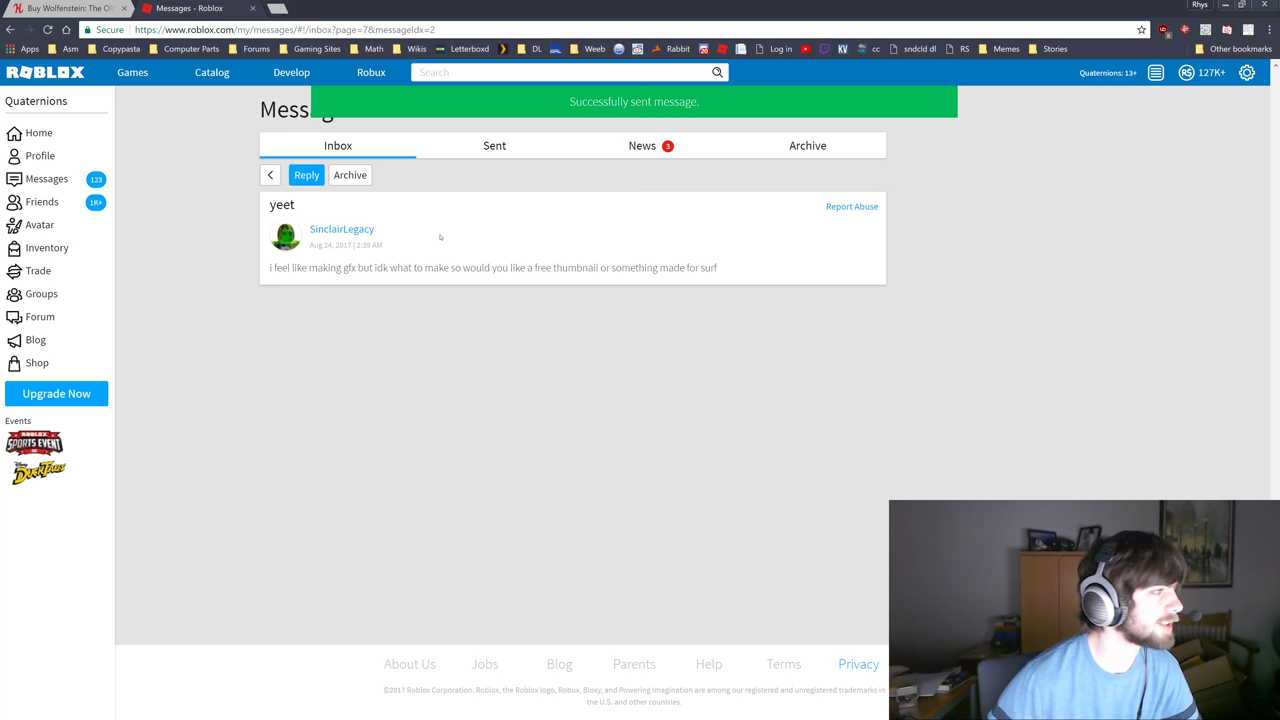 Buy Wolfenstein: The Ol
Messages - Roblox
Rhys
Secure
https://www.roblox.com/my/messages/#!/inbox?page=7&messageIdx=2
Apps
Asm
Copypasta
Computer Parts
Forums
Gaming Sites
Math
Wikis
Letterboxd
DL
Weeb
Rabbit
Log in
KV
cc
sndcld dl
RS
Memes
Stories
Other bookmarks
ROBLOX
Games
Catalog
Develop
Robux
Search
Quaternions: 13+
R$
127K+
Quaternions
Home
Profile
Messages 123
Friends 1K+
Avatar
Inventory
Trade
Groups
Forum
Blog
Shop
Upgrade Now
Events
ROBLOX
SPORTS EVENT
DUCKTALES
Successfully sent message.
Inbox
Sent
News 3
Archive
<
Reply
Archive
yeet
Report Abuse
SinclairLegacy
Aug 24, 2017 | 2:39 AM
i feel like making gfx but idk what to make so would you like a free thumbnail or something made for surf
About Us
Jobs
Blog
Parents
Help
Terms
Privacy
©2017 Roblox Corporation. Roblox, the Roblox logo, Robux, Bloxy, and Powering Imagination are among our registered and unregistered trademarks in
the U.S. and other countries.